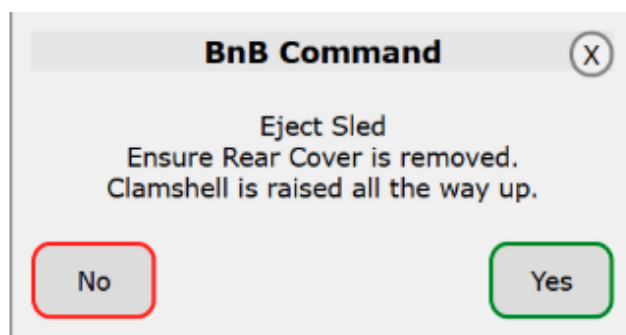 BnB Command
X
Eject Sled
Ensure Rear Cover is removed.
Clamshell is raised all the way up.
No
Yes